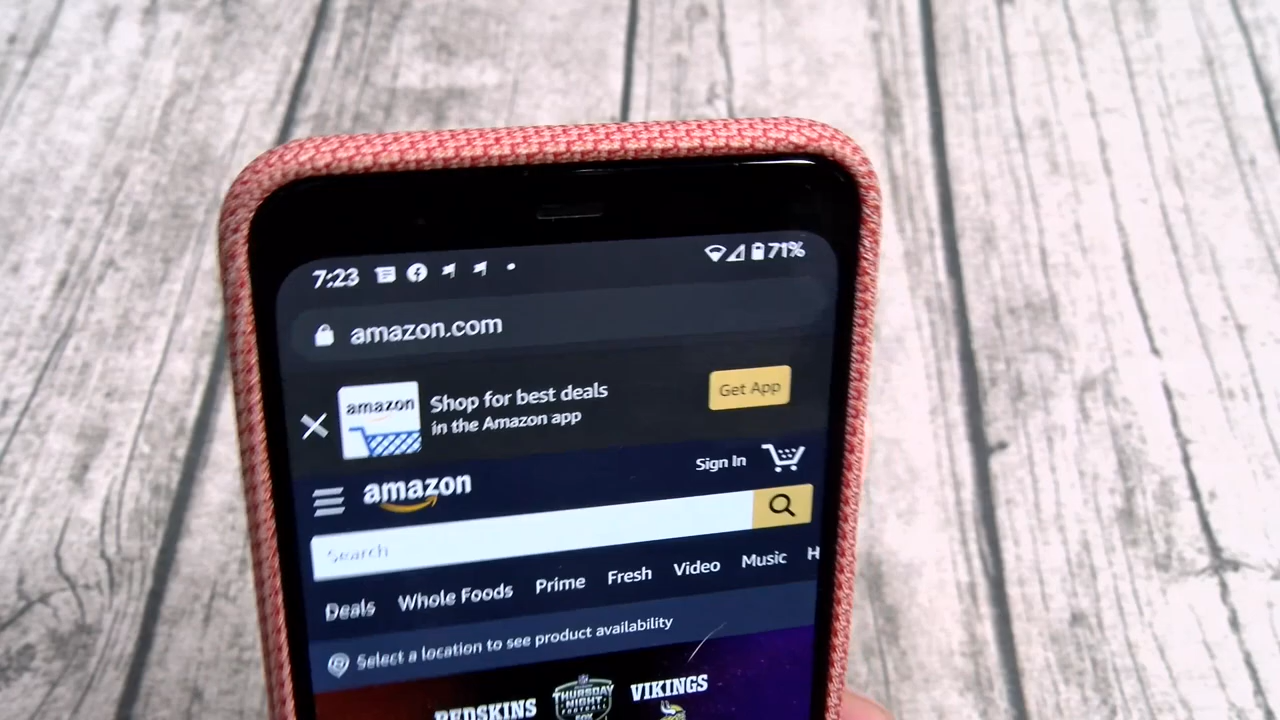 7:23 71%
amazon.com
amazon
Shop for best deals
in the Amazon app
Get App
Sign In
amazon
Search
Deals Whole Foods Prime Fresh Video Music H
Select a location to see product availability
REDSKINS THURSDAY NIGHT FOOTBALL FOX VIKINGS